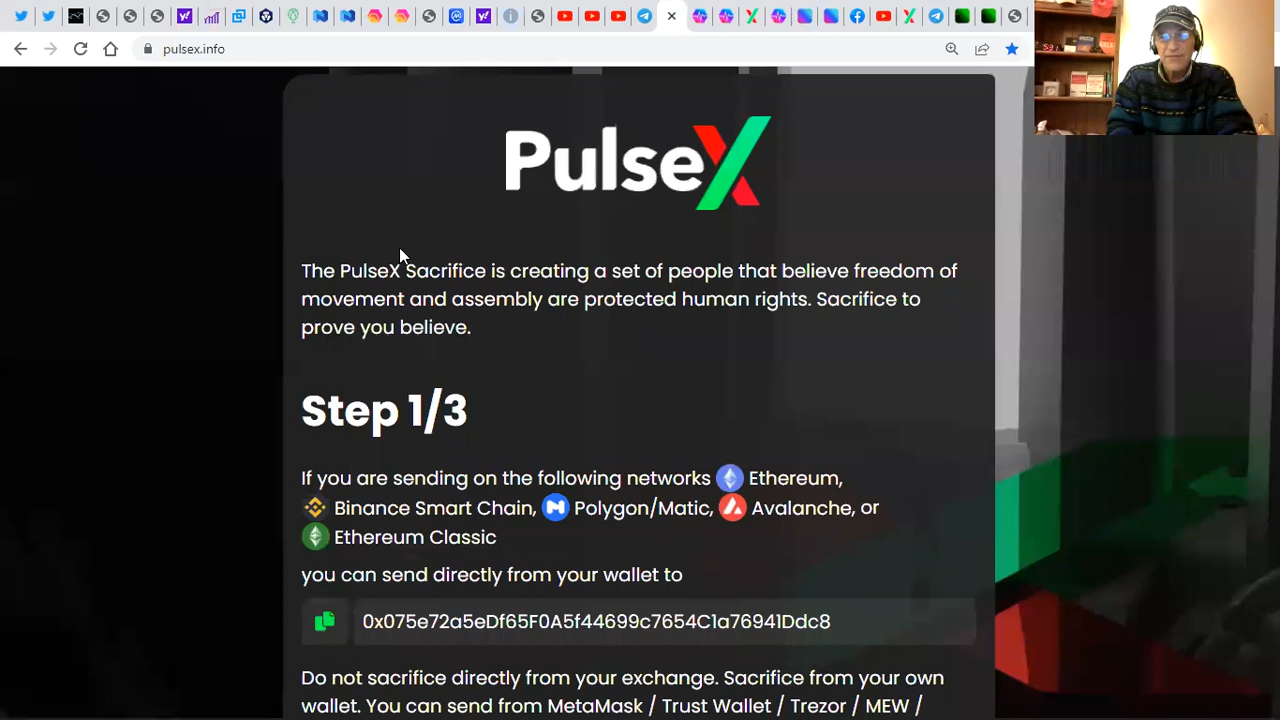 pulsex.info
PulseX
The PulseX Sacrifice is creating a set of people that believe freedom of
movement and assembly are protected human rights. Sacrifice to
prove you believe.
Step 1/3
If you are sending on the following networks Ethereum,
Binance Smart Chain, Polygon/Matic, Avalanche, or
Ethereum Classic
you can send directly from your wallet to
0x075e72a5eDf65F0A5f44699c7654C1a76941Ddc8
Do not sacrifice directly from your exchange. Sacrifice from your own
wallet. You can send from MetaMask / Trust Wallet / Trezor / MEW /